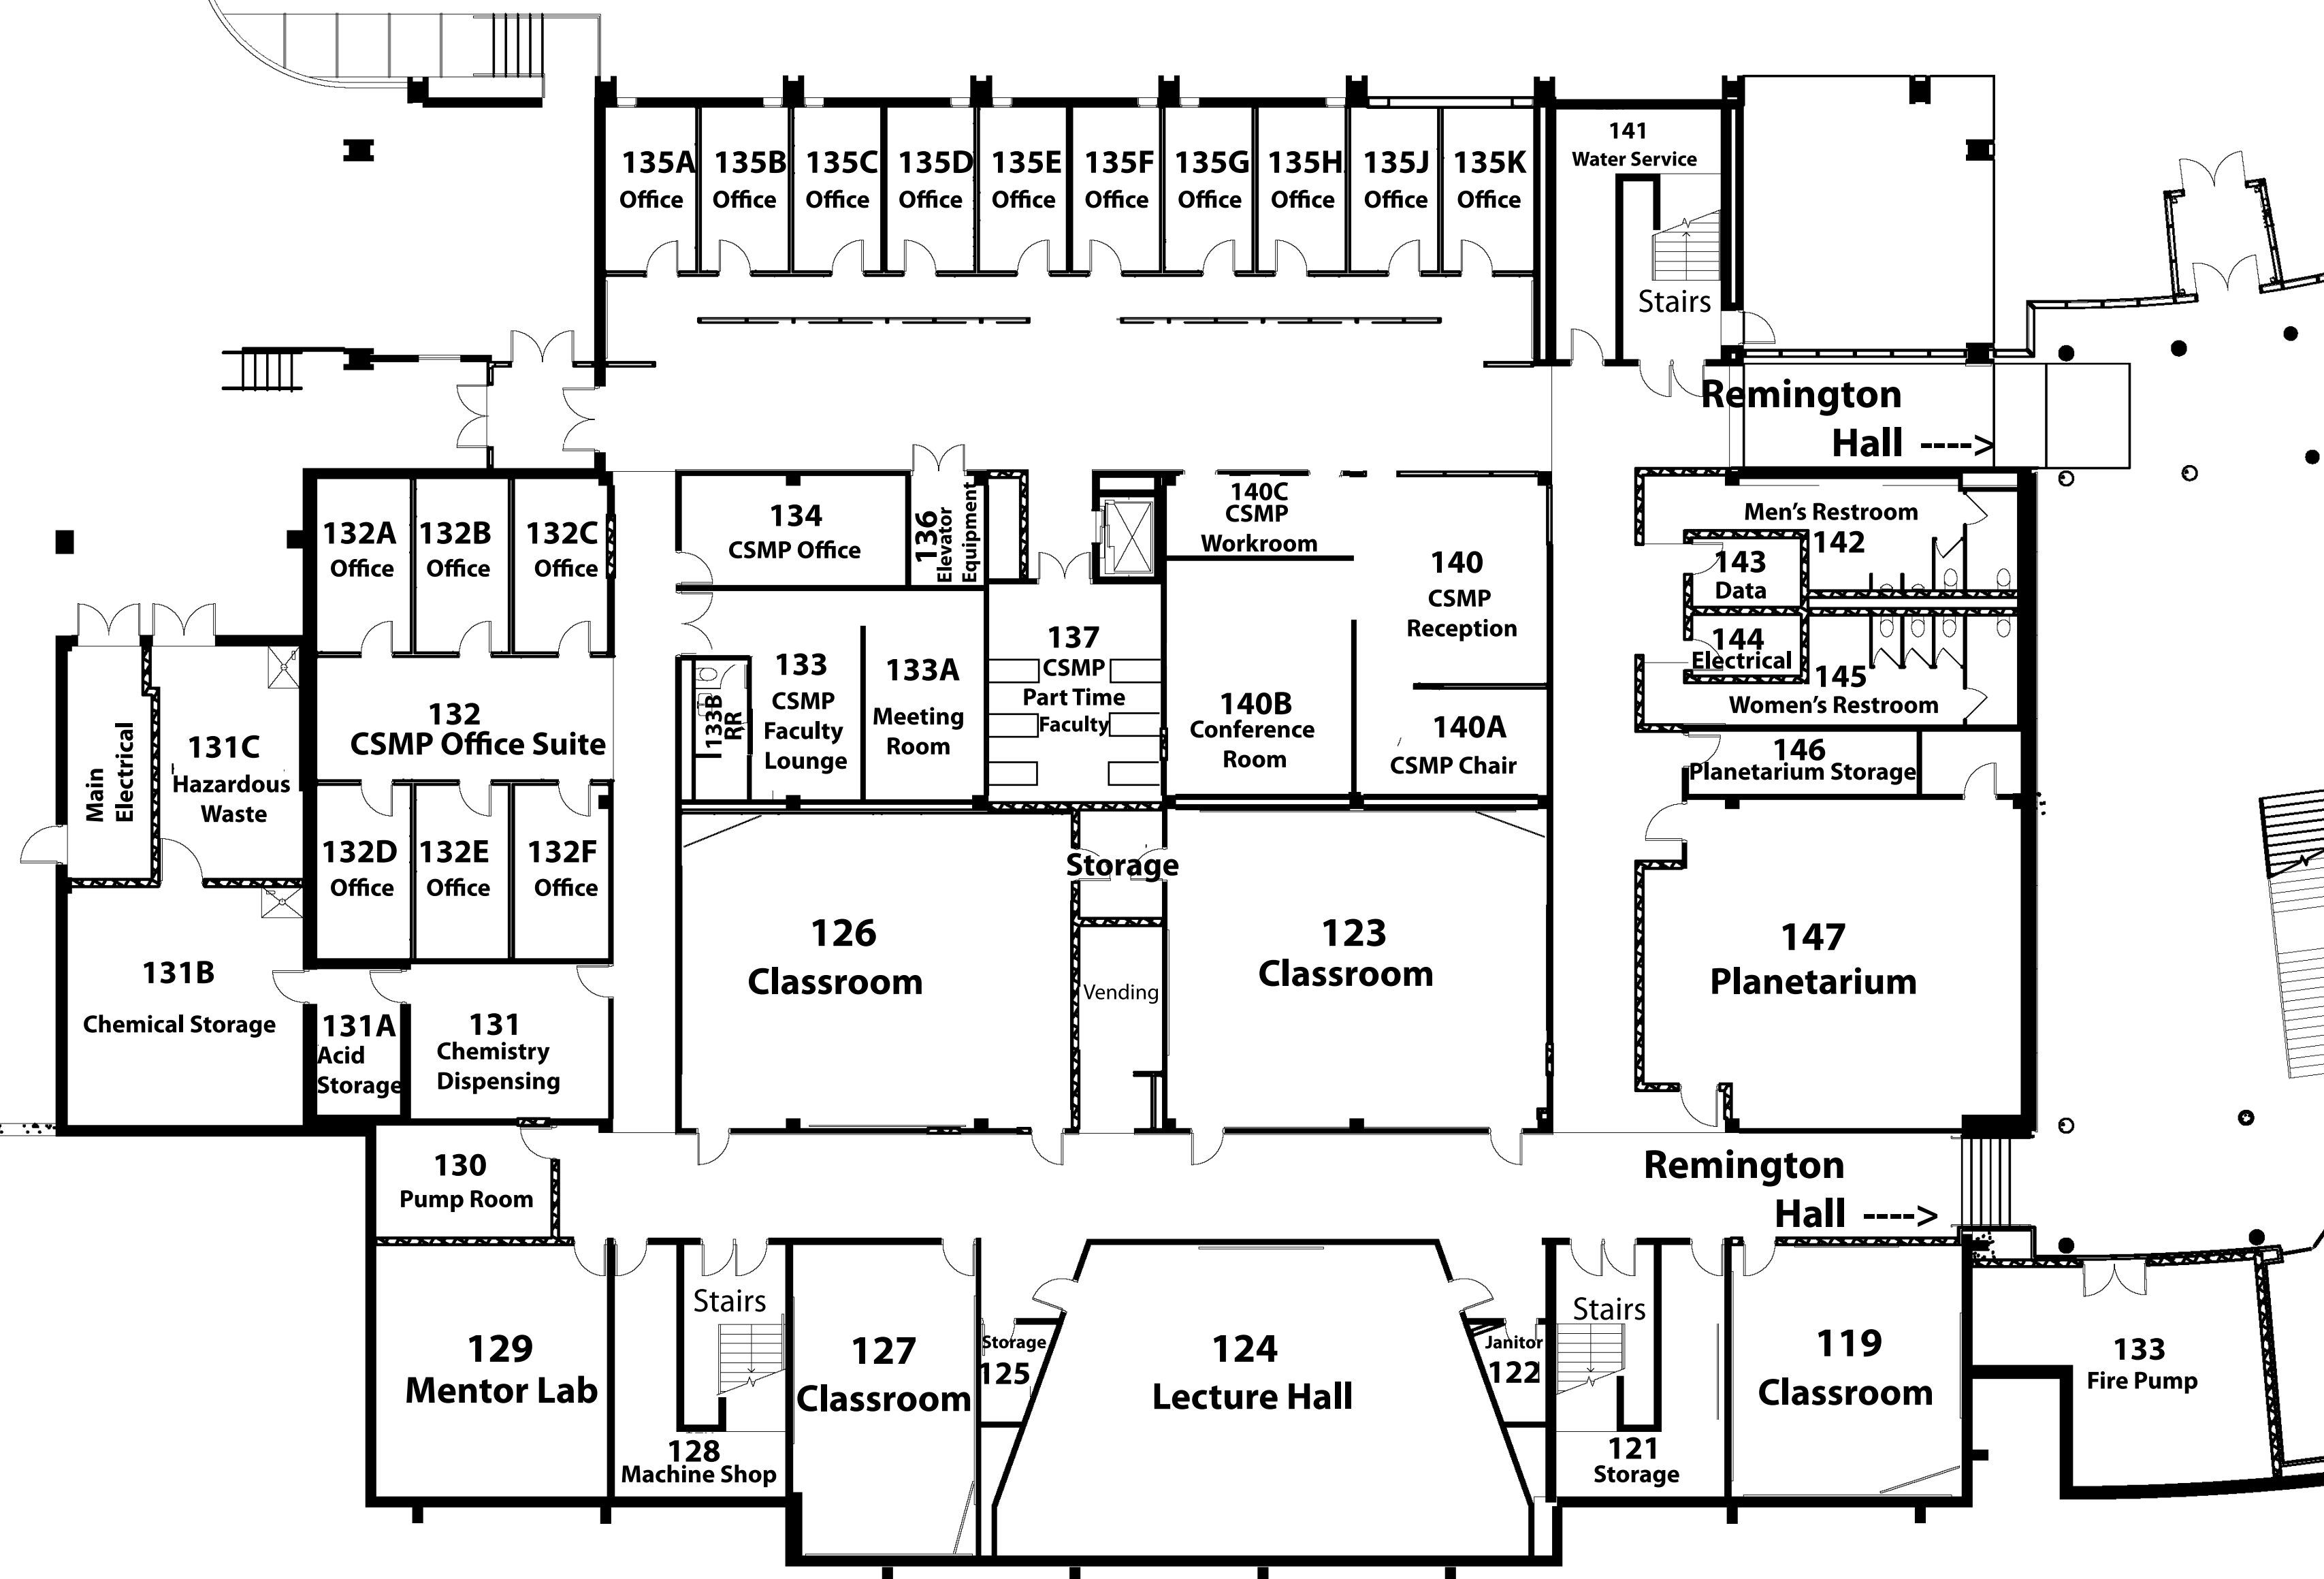 135A
Office
135B
Office
135C
Office
135D
Office
135E
Office
135F
Office
135G
Office
135H
Office
135J
Office
135K
Office
141
Water Service
Stairs
Remington
Hall ---->
132A
Office
132B
Office
132C
Office
134
CSMP Office
136
Elevator
Equipment
140C
CSMP
Workroom
140
CSMP
Reception
Men's Restroom
142
143
Data
144
Electrical
145
Women's Restroom
146
Planetarium Storage
132
CSMP Office Suite
133B
RR
133
CSMP
Faculty
Lounge
133A
Meeting
Room
137
CSMP
Part Time
Faculty
140B
Conference
Room
140A
CSMP Chair
Main
Electrical
131C
Hazardous
Waste
132D
Office
132E
Office
132F
Office
Storage
126
Classroom
123
Classroom
147
Planetarium
131B
Chemical Storage
131A
Acid
Storage
131
Chemistry
Dispensing
Vending
130
Pump Room
Remington
Hall ---->
129
Mentor Lab
Stairs
128
Machine Shop
127
Classroom
Storage
125
124
Lecture Hall
Janitor
122
Stairs
121
Storage
119
Classroom
133
Fire Pump